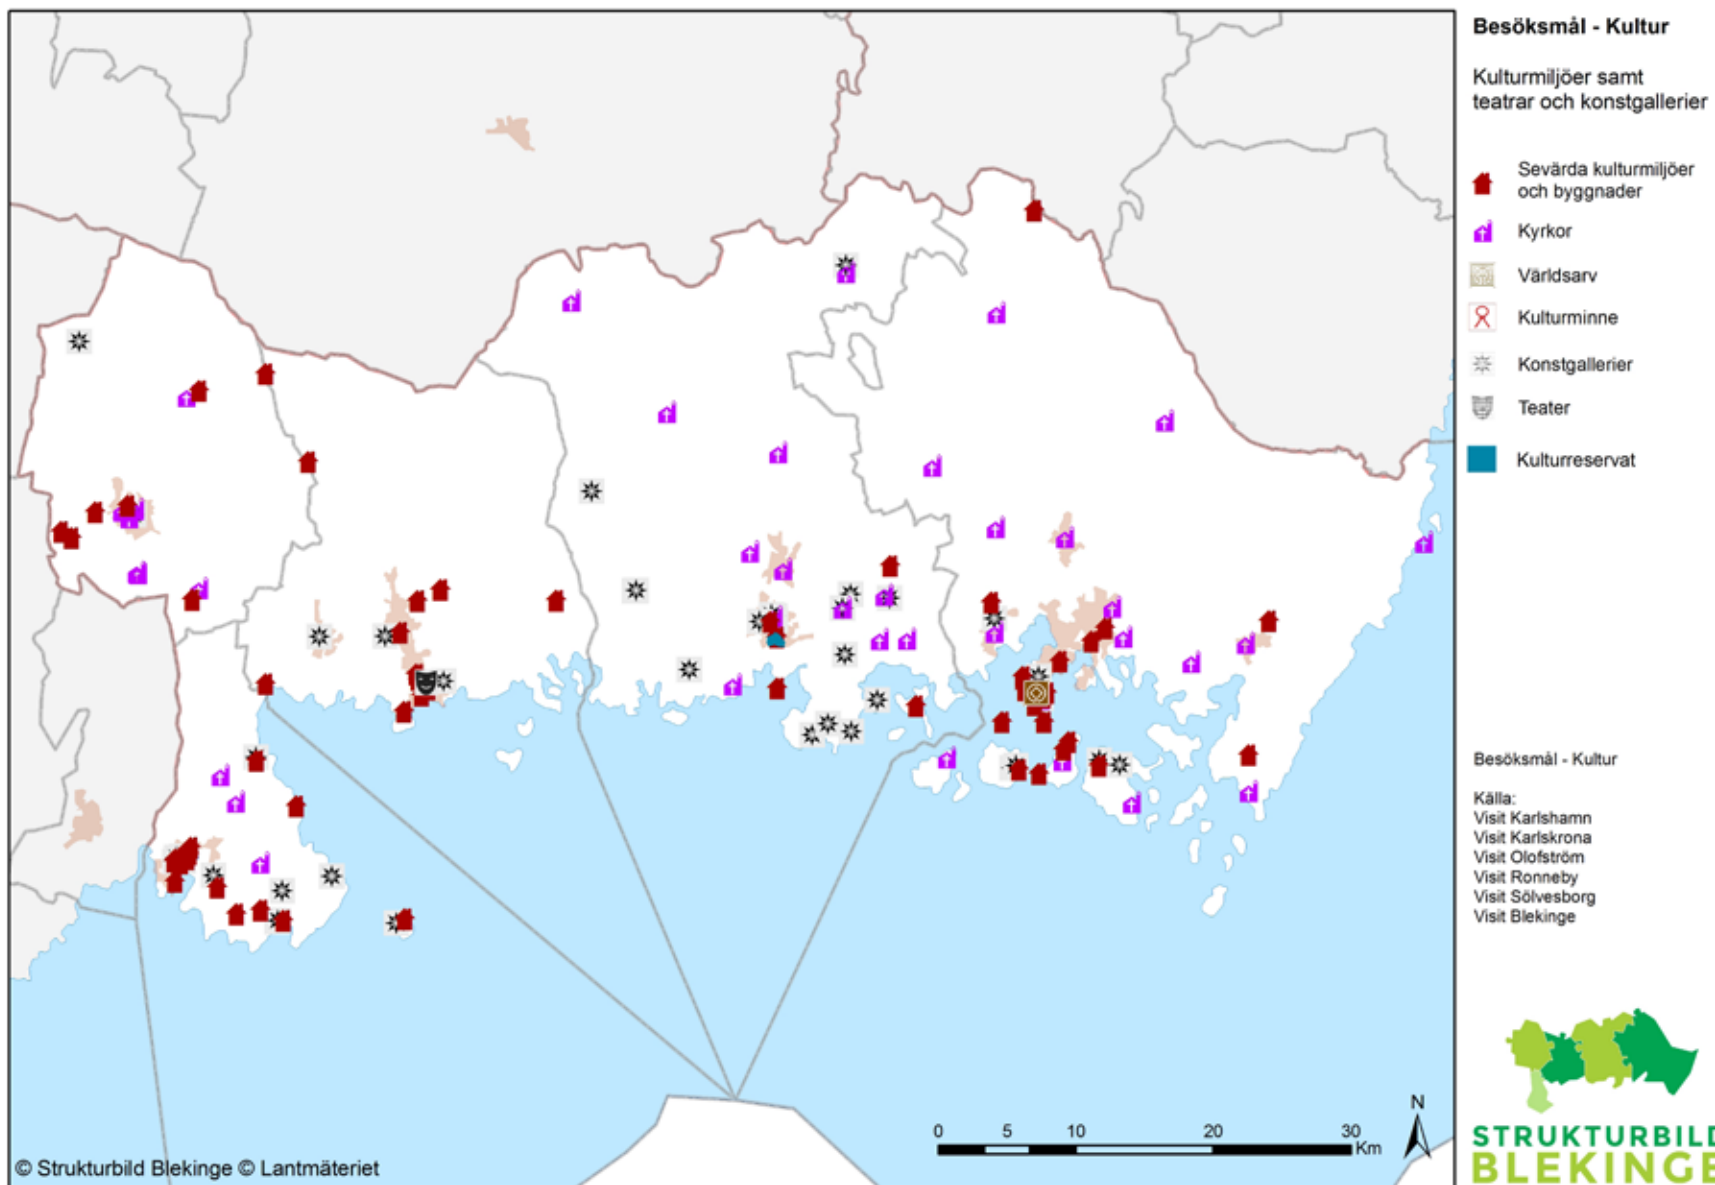 Besöksmål - Kultur
Kulturmiljöer samt
teatrar och konstgallerier
Sevärda kulturmiljöer
och byggnader
Kyrkor
Världsarv
Kulturminne
Konstgallerier
Teater
Kulturreservat
Besöksmål - Kultur
Källa:
Visit Karlshamn
Visit Karlskrona
Visit Olofström
Visit Ronneby
Visit Sölvesborg
Visit Blekinge
N
0 5 10 20 30
Km
© Strukturbild Blekinge © Lantmäteriet
STRUKTURBILD
BLEKINGE